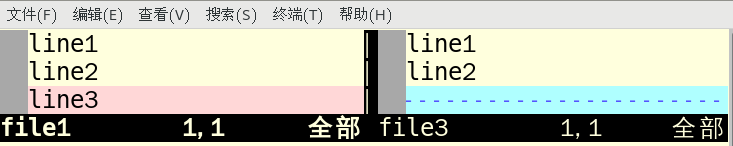 文件(F) 编辑(E) 查看(V) 搜索(S) 终端(T) 帮助(H)
line1
line2
line3
file1 1,1 全部
line1
line2
-----------------------
file3 1,1 全部